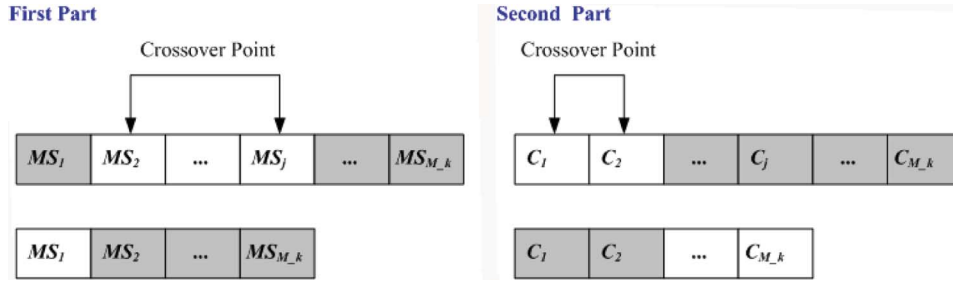 First Part
Crossover Point
MS1 MS2 ... MSj ... MSM_k
MS1 MS2 ... MSM_k
Second Part
Crossover Point
C1 C2 ... Cj ... CM_k
C1 C2 ... CM_k